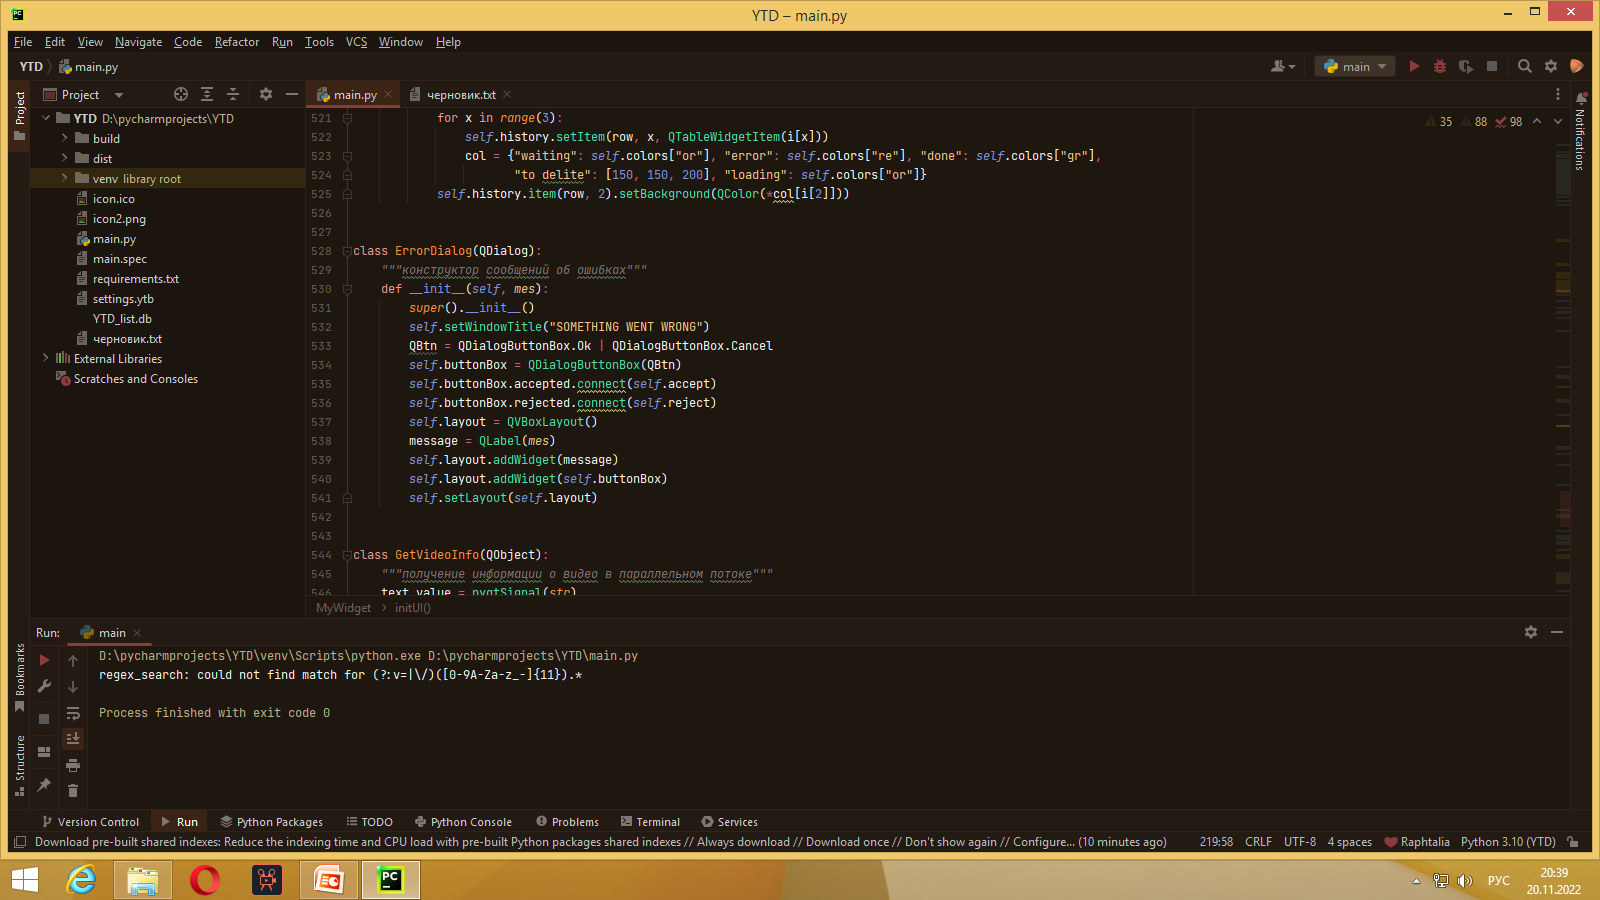 YTD – main.py
File Edit View Navigate Code Refactor Run Tools VCS Window Help
YTD main.py
main
Project
Project
main.py
черновик.txt
Notifications
YTD D:\pycharmprojects\YTD
build
dist
venv library root
icon.ico
icon2.png
main.py
main.spec
requirements.txt
settings.ytb
YTD_list.db
черновик.txt
External Libraries
Scratches and Consoles
35 88 98
521 for x in range(3):
522 self.history.setItem(row, x, QTableWidgetItem(i[x]))
523 col = {"waiting": self.colors["or"], "error": self.colors["re"], "done": self.colors["gr"],
524 "to delite": [150, 150, 200], "loading": self.colors["or"]}
525 self.history.item(row, 2).setBackground(QColor(*col[i[2]]))
526
527
528 class ErrorDialog(QDialog):
529 """конструктор сообщений об ошибках"""
530 def __init__(self, mes):
531 super().__init__()
532 self.setWindowTitle("SOMETHING WENT WRONG")
533 QBtn = QDialogButtonBox.Ok | QDialogButtonBox.Cancel
534 self.buttonBox = QDialogButtonBox(QBtn)
535 self.buttonBox.accepted.connect(self.accept)
536 self.buttonBox.rejected.connect(self.reject)
537 self.layout = QVBoxLayout()
538 message = QLabel(mes)
539 self.layout.addWidget(message)
540 self.layout.addWidget(self.buttonBox)
541 self.setLayout(self.layout)
542
543
544 class GetVideoInfo(QObject):
545 """получение информации о видео в параллельном потоке"""
546 text_value = pyqtSignal(str)
MyWidget › initUI()
Run: main
D:\pycharmprojects\YTD\venv\Scripts\python.exe D:\pycharmprojects\YTD\main.py
regex_search: could not find match for (?:v=|\/)([0-9A-Za-z_-]{11}).*
Process finished with exit code 0
Bookmarks
Structure
Version Control Run Python Packages TODO Python Console Problems Terminal Services
Download pre-built shared indexes: Reduce the indexing time and CPU load with pre-built Python packages shared indexes // Always download // Download once // Don't show again // Configure... (10 minutes ago)
219:58 CRLF UTF-8 4 spaces Raphtalia Python 3.10 (YTD)
PC
РУС
20:39
20.11.2022